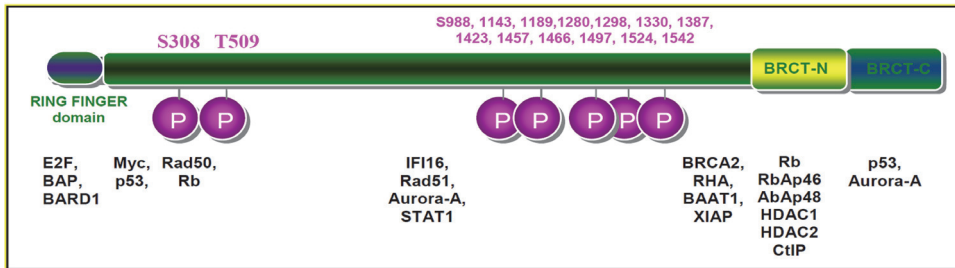 S308 T509
S988, 1143, 1189,1280,1298, 1330, 1387,
1423, 1457, 1466, 1497, 1524, 1542
BRCT-N BRCT-C
RING FINGER
domain
P P P P P P P
E2F,
BAP,
BARD1
Myc,
p53,
Rad50,
Rb
IFI16,
Rad51,
Aurora-A,
STAT1
BRCA2,
RHA,
BAAT1,
XIAP
Rb
RbAp46
AbAp48
HDAC1
HDAC2
CtIP
p53,
Aurora-A